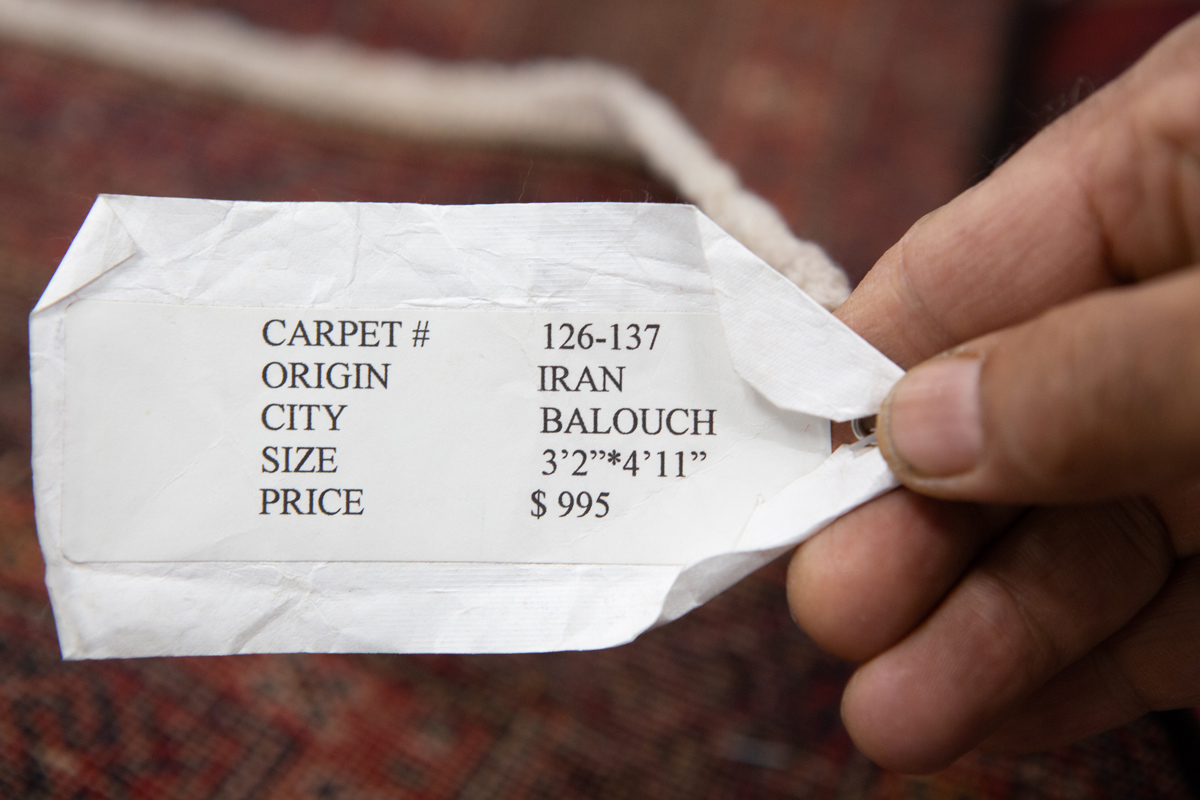 CARPET # 126-137
ORIGIN IRAN
CITY BALOUCH
SIZE 3’2”*4’11”
PRICE $ 995